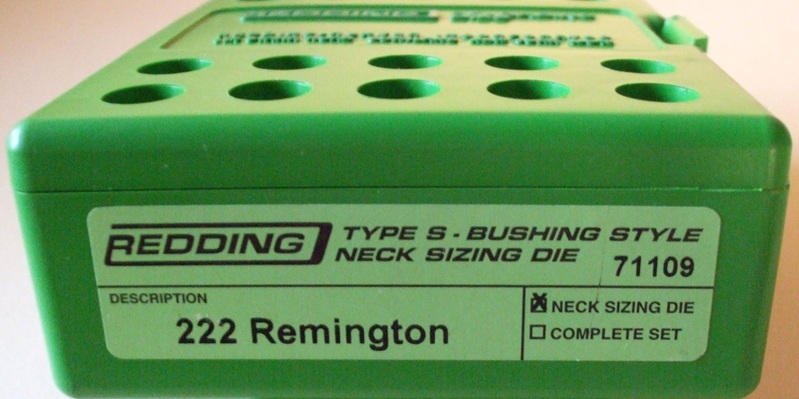 REDDING
TYPE S - BUSHING STYLE
NECK SIZING DIE 71109
DESCRIPTION
222 Remington
NECK SIZING DIE
COMPLETE SET